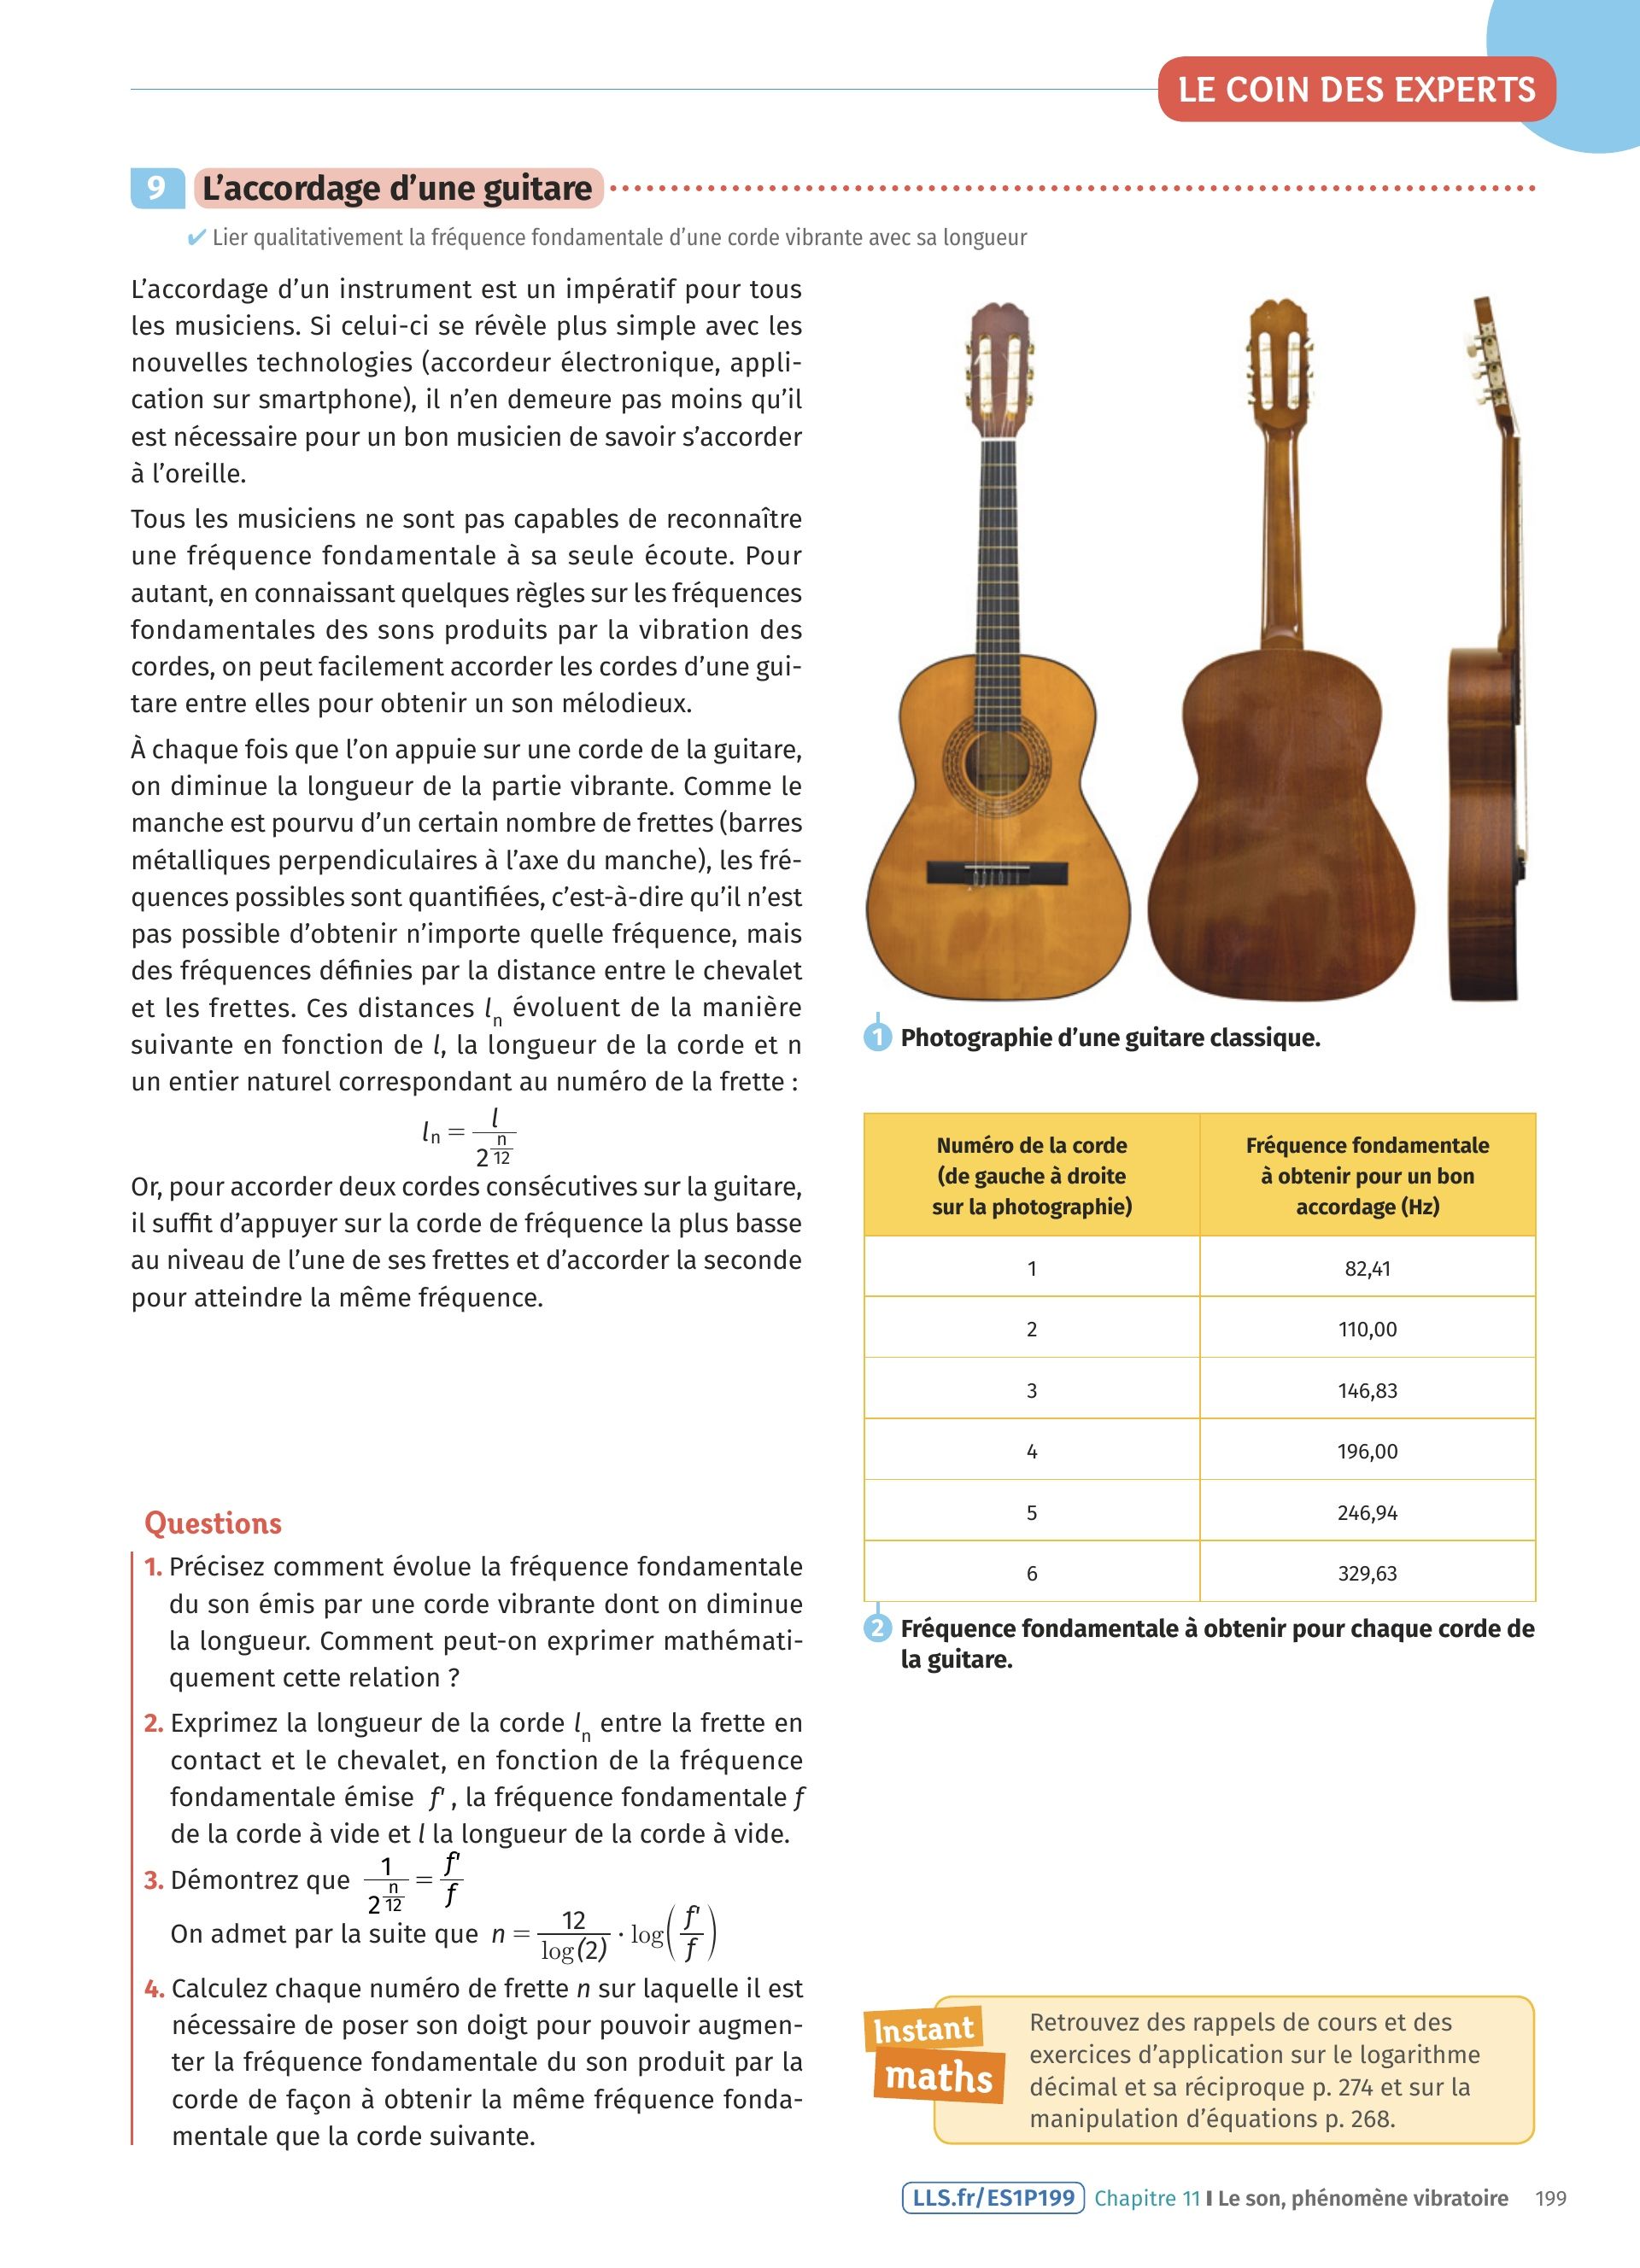 LE COIN DES EXPERTS
9 L’accordage d’une guitare
✔ Lier qualitativement la fréquence fondamentale d’une corde vibrante avec sa longueur
L’accordage d’un instrument est un impératif pour tous
les musiciens. Si celui-ci se révèle plus simple avec les
nouvelles technologies (accordeur électronique, appli-
cation sur smartphone), il n’en demeure pas moins qu’il
est nécessaire pour un bon musicien de savoir s’accorder
à l’oreille.
Tous les musiciens ne sont pas capables de reconnaître
une fréquence fondamentale à sa seule écoute. Pour
autant, en connaissant quelques règles sur les fréquences
fondamentales des sons produits par la vibration des
cordes, on peut facilement accorder les cordes d’une gui-
tare entre elles pour obtenir un son mélodieux.
À chaque fois que l’on appuie sur une corde de la guitare,
on diminue la longueur de la partie vibrante. Comme le
manche est pourvu d’un certain nombre de frettes (barres
métalliques perpendiculaires à l’axe du manche), les fré-
quences possibles sont quantifiées, c’est-à-dire qu’il n’est
pas possible d’obtenir n’importe quelle fréquence, mais
des fréquences définies par la distance entre le chevalet
et les frettes. Ces distances l_n évoluent de la manière
suivante en fonction de l, la longueur de la corde et n
un entier naturel correspondant au numéro de la frette :
l_n = l / 2^(n/12)
Or, pour accorder deux cordes consécutives sur la guitare,
il suffit d’appuyer sur la corde de fréquence la plus basse
au niveau de l’une de ses frettes et d’accorder la seconde
pour atteindre la même fréquence.
Questions
1. Précisez comment évolue la fréquence fondamentale
du son émis par une corde vibrante dont on diminue
la longueur. Comment peut-on exprimer mathémati-
quement cette relation ?
2. Exprimez la longueur de la corde l_n entre la frette en
contact et le chevalet, en fonction de la fréquence
fondamentale émise f', la fréquence fondamentale f
de la corde à vide et l la longueur de la corde à vide.
3. Démontrez que 1 / 2^(n/12) = f' / f
On admet par la suite que n = 12 / log(2) · log(f' / f)
4. Calculez chaque numéro de frette n sur laquelle il est
nécessaire de poser son doigt pour pouvoir augmen-
ter la fréquence fondamentale du son produit par la
corde de façon à obtenir la même fréquence fonda-
mentale que la corde suivante.
1 Photographie d’une guitare classique.
Numéro de la corde
(de gauche à droite
sur la photographie)
Fréquence fondamentale
à obtenir pour un bon
accordage (Hz)
1 82,41
2 110,00
3 146,83
4 196,00
5 246,94
6 329,63
2 Fréquence fondamentale à obtenir pour chaque corde de
la guitare.
Instant
maths
Retrouvez des rappels de cours et des
exercices d’application sur le logarithme
décimal et sa réciproque p. 274 et sur la
manipulation d’équations p. 268.
LLS.fr/ES1P199 Chapitre 11 I Le son, phénomène vibratoire 199